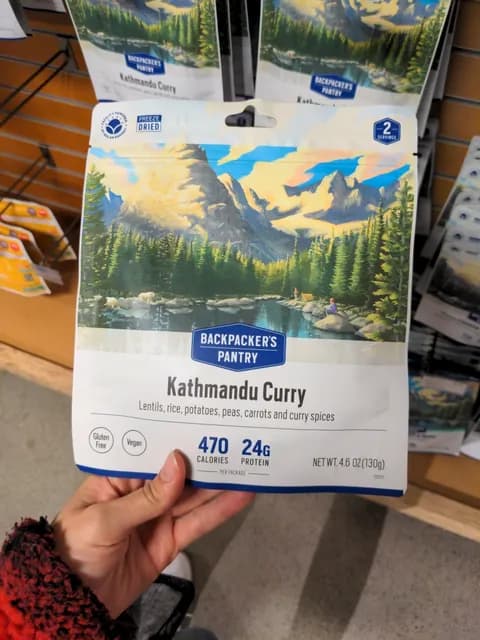 BACKPACKER'S
PANTRY
Kathmandu Curry
BACKPACKER'S
PANTRY
FREEZE
DRIED
2
SERVINGS
BACKPACKER'S
PANTRY
Kathmandu Curry
Lentils, rice, potatoes, peas, carrots and curry spices
Gluten
Free
Vegan
470
CALORIES
24G
PROTEIN
PER PACKAGE
NET WT. 4.6 OZ (130g)